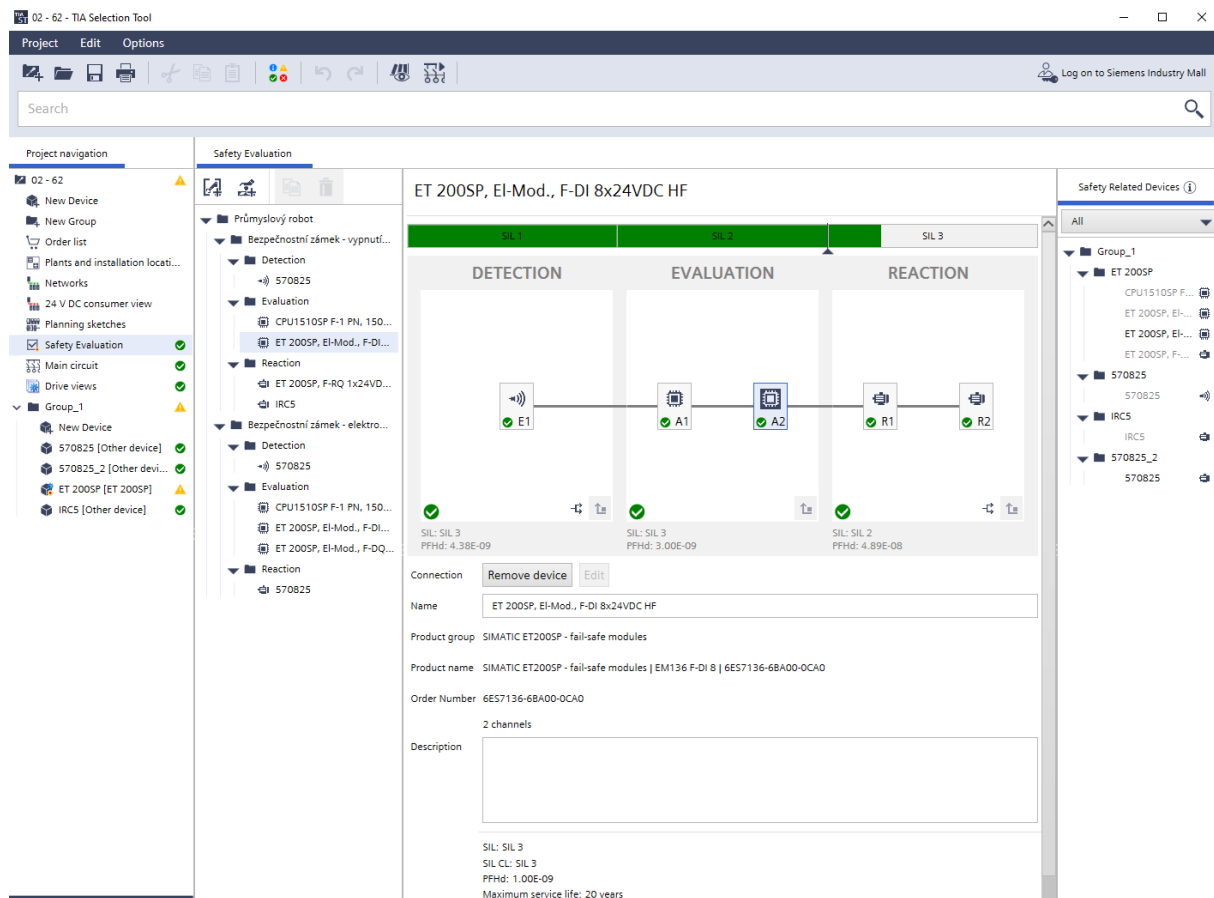 02 - 62 - TIA Selection Tool
Project Edit Options
Log on to Siemens Industry Mall
Search
Project navigation
02 - 62
New Device
New Group
Order list
Plants and installation locati...
Networks
24 V DC consumer view
Planning sketches
Safety Evaluation
Main circuit
Drive views
Group_1
New Device
570825 [Other device]
570825_2 [Other devi...
ET 200SP [ET 200SP]
IRC5 [Other device]
Safety Evaluation
Průmyslový robot
Bezpečnostní zámek - vypnutí...
Detection
570825
Evaluation
CPU1510SP F-1 PN, 150...
ET 200SP, El-Mod., F-DI...
Reaction
ET 200SP, F-RQ 1x24VD...
IRC5
Bezpečnostní zámek - elektro...
Detection
570825
Evaluation
CPU1510SP F-1 PN, 150...
ET 200SP, El-Mod., F-DI...
ET 200SP, El-Mod., F-DQ...
Reaction
570825
ET 200SP, El-Mod., F-DI 8x24VDC HF
SIL 1 SIL 2 SIL 3
DETECTION EVALUATION REACTION
E1 A1 A2 R1 R2
SIL: SIL 3 SIL: SIL 3 SIL: SIL 2
PFHd: 4.38E-09 PFHd: 3.00E-09 PFHd: 4.89E-08
Connection Remove device Edit
Name ET 200SP, El-Mod., F-DI 8x24VDC HF
Product group SIMATIC ET200SP - fail-safe modules
Product name SIMATIC ET200SP - fail-safe modules | EM136 F-DI 8 | 6ES7136-6BA00-0CA0
Order Number 6ES7136-6BA00-0CA0
2 channels
Description
SIL: SIL 3
SIL CL: SIL 3
PFHd: 1.00E-09
Maximum service life: 20 years
Safety Related Devices
All
Group_1
ET 200SP
CPU1510SP F...
ET 200SP, El-...
ET 200SP, El-...
ET 200SP, F-...
570825
570825
IRC5
IRC5
570825_2
570825